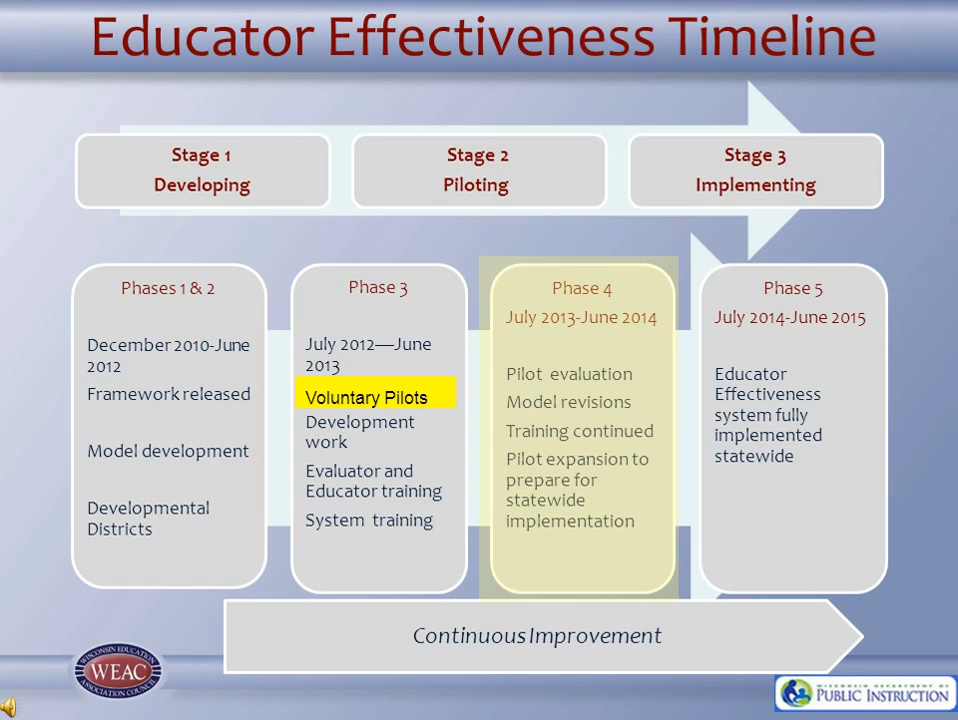 Educator Effectiveness Timeline
Stage 1
Developing
Stage 2
Piloting
Stage 3
Implementing
Phases 1 & 2
December 2010-June
2012
Framework released
Model development
Developmental
Districts
Phase 3
July 2012—June
2013
Voluntary Pilots
Development
work
Evaluator and
Educator training
System training
Phase 4
July 2013-June 2014
Pilot evaluation
Model revisions
Training continued
Pilot expansion to
prepare for
statewide
implementation
Phase 5
July 2014-June 2015
Educator
Effectiveness
system fully
implemented
statewide
Continuous Improvement
WISCONSIN EDUCATION
WEAC
ASSOCIATION COUNCIL
WISCONSIN DEPARTMENT OF
PUBLIC INSTRUCTION